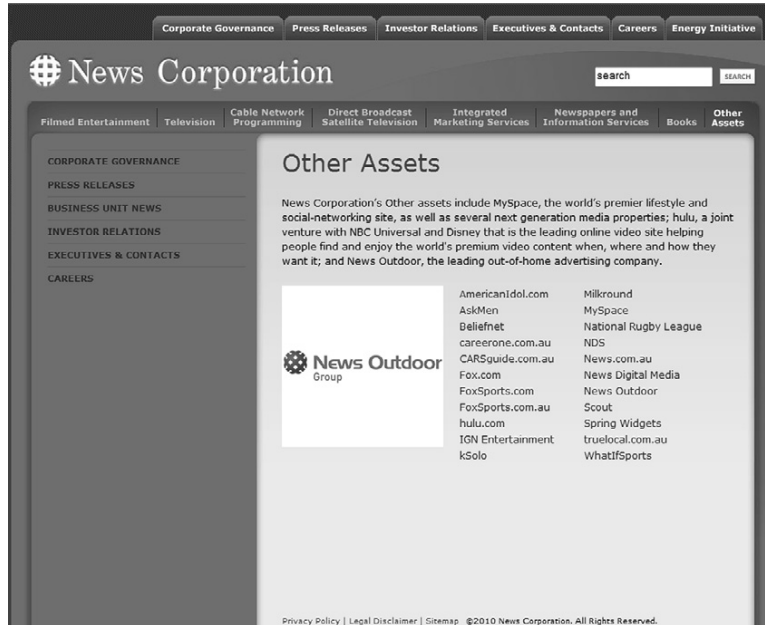 Corporate Governance Press Releases Investor Relations Executives & Contacts Careers Energy Initiative
News Corporation
search SEARCH
Filmed Entertainment
Television
Cable Network
Programming
Direct Broadcast
Satellite Television
Integrated
Marketing Services
Newspapers and
Information Services
Books
Other
Assets
CORPORATE GOVERNANCE
PRESS RELEASES
BUSINESS UNIT NEWS
INVESTOR RELATIONS
EXECUTIVES & CONTACTS
CAREERS
Other Assets
News Corporation's Other assets include MySpace, the world's premier lifestyle and
social-networking site, as well as several next generation media properties; hulu, a joint
venture with NBC Universal and Disney that is the leading online video site helping
people find and enjoy the world's premium video content when, where and how they
want it; and News Outdoor, the leading out-of-home advertising company.
News Outdoor
Group
AmericanIdol.com
AskMen
Beliefnet
careerone.com.au
CARSguide.com.au
Fox.com
FoxSports.com
FoxSports.com.au
hulu.com
IGN Entertainment
kSolo
Milkround
MySpace
National Rugby League
NDS
News.com.au
News Digital Media
News Outdoor
Scout
Spring Widgets
truelocal.com.au
WhatIfSports
Privacy Policy | Legal Disclaimer | Sitemap ©2010 News Corporation. All Rights Reserved.